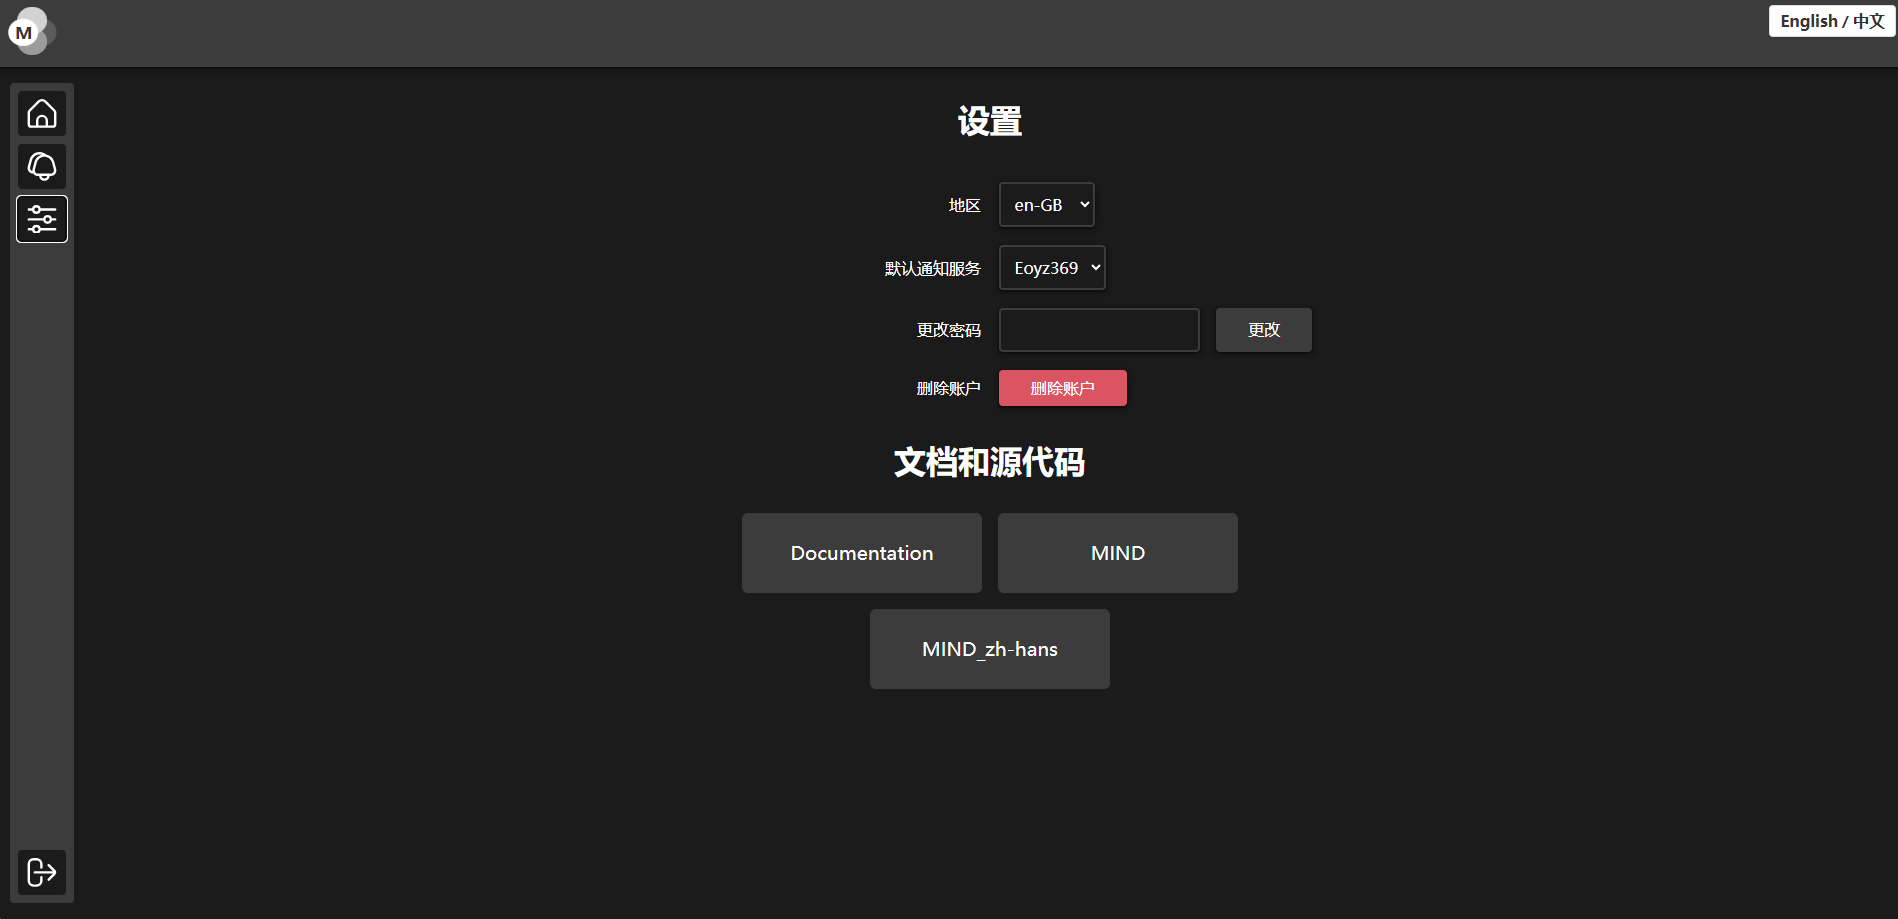 M
English / 中文
设置
地区 en-GB
默认通知服务 Eoyz369
更改密码 更改
删除账户 删除账户
文档和源代码
Documentation MIND
MIND_zh-hans